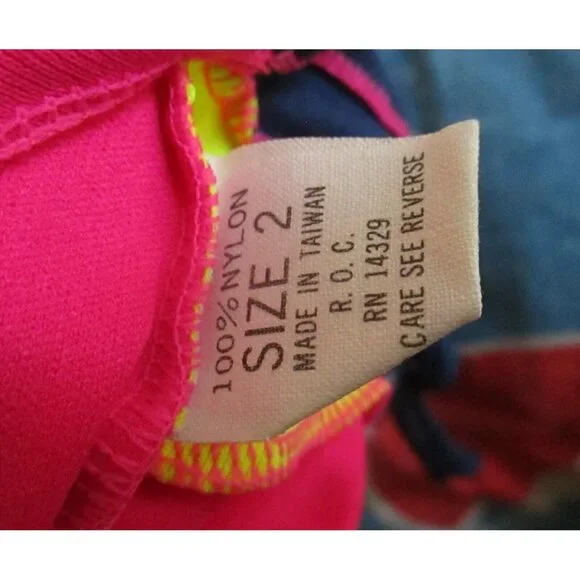 100% NYLON
SIZE 2
MADE IN TAIWAN
R. O. C.
RN 14329
CARE SEE REVERSE